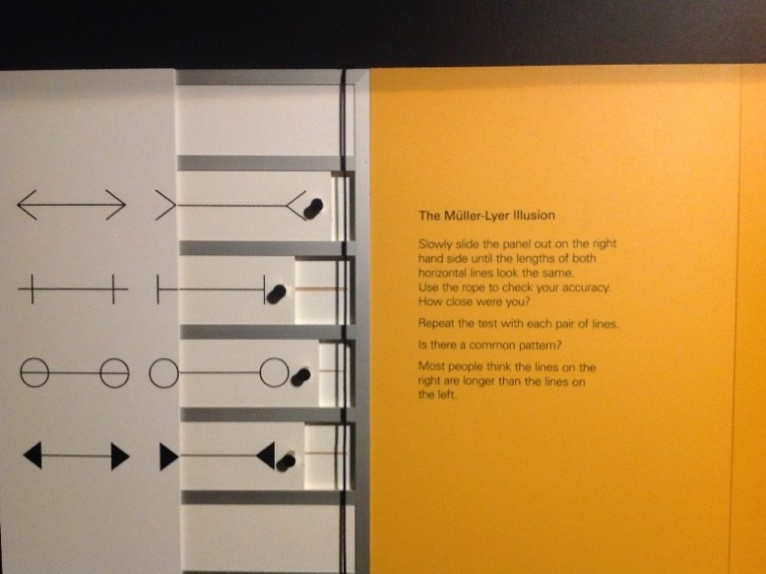 The Müller-Lyer Illusion
Slowly slide the panel out on the right
hand side until the lengths of both
horizontal lines look the same.
Use the rope to check your accuracy.
How close were you?
Repeat the test with each pair of lines.
Is there a common pattern?
Most people think the lines on the
right are longer than the lines on
the left.